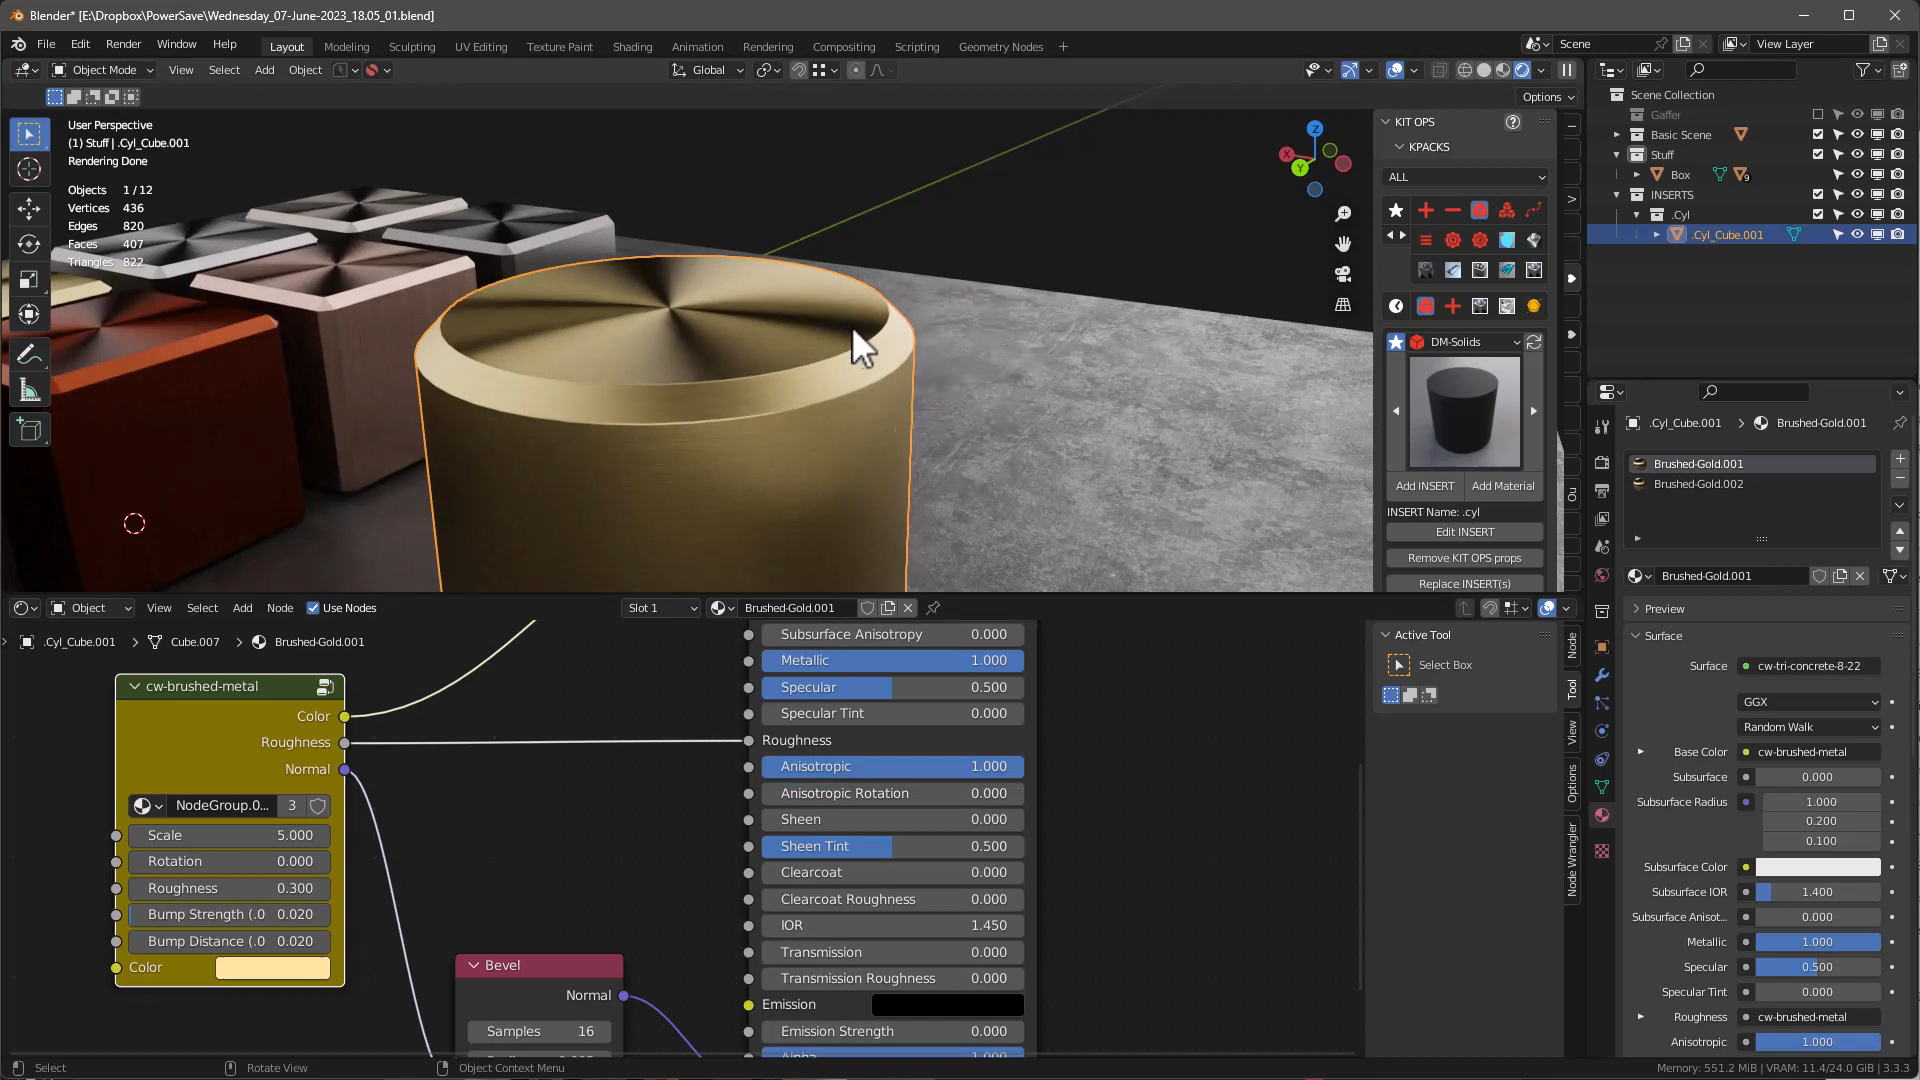 Blender* [E:\Dropbox\PowerSave\Wednesday_07-June-2023_18.05_01.blend]
File Edit Render Window Help Layout Modeling Sculpting UV Editing Texture Paint Shading Animation Rendering Compositing Scripting Geometry Nodes + Scene View Layer
Object Mode View Select Add Object Global
Options
User Perspective
(1) Stuff | .Cyl_Cube.001
Rendering Done
Objects 1 / 12
Vertices 436
Edges 820
Faces 407
Triangles 822
Z
X
Y
KIT OPS
KPACKS
ALL
DM-Solids
Add INSERT Add Material
INSERT Name: .cyl
Edit INSERT
Remove KIT OPS props
Replace INSERT(s)
Ou
Scene Collection
Gaffer
Basic Scene
Stuff
Box 9
INSERTS
.Cyl
.Cyl_Cube.001
.Cyl_Cube.001 > Brushed-Gold.001
Brushed-Gold.001
Brushed-Gold.002
Brushed-Gold.001
Preview
Surface
Surface cw-tri-concrete-8-22
GGX
Random Walk
Base Color cw-brushed-metal
Subsurface 0.000
Subsurface Radius 1.000
0.200
0.100
Subsurface Color
Subsurface IOR 1.400
Subsurface Anisot... 0.000
Metallic 1.000
Specular 0.500
Specular Tint 0.000
Roughness cw-brushed-metal
Anisotropic 1.000
Object View Select Add Node Use Nodes Slot 1 Brushed-Gold.001
.Cyl_Cube.001 > Cube.007 > Brushed-Gold.001
cw-brushed-metal
Color
Roughness
Normal
NodeGroup.0... 3
Scale 5.000
Rotation 0.000
Roughness 0.300
Bump Strength (.0 0.020
Bump Distance (.0 0.020
Color
Bevel
Normal
Samples 16
Subsurface Anisotropy 0.000
Metallic 1.000
Specular 0.500
Specular Tint 0.000
Roughness
Anisotropic 1.000
Anisotropic Rotation 0.000
Sheen 0.000
Sheen Tint 0.500
Clearcoat 0.000
Clearcoat Roughness 0.000
IOR 1.450
Transmission 0.000
Transmission Roughness 0.000
Emission
Emission Strength 0.000
Alpha 1.000
Active Tool
Select Box
Node
Tool
View
Options
Node Wrangler
Select Rotate View Object Context Menu Memory: 551.2 MiB | VRAM: 11.4/24.0 GiB | 3.3.3